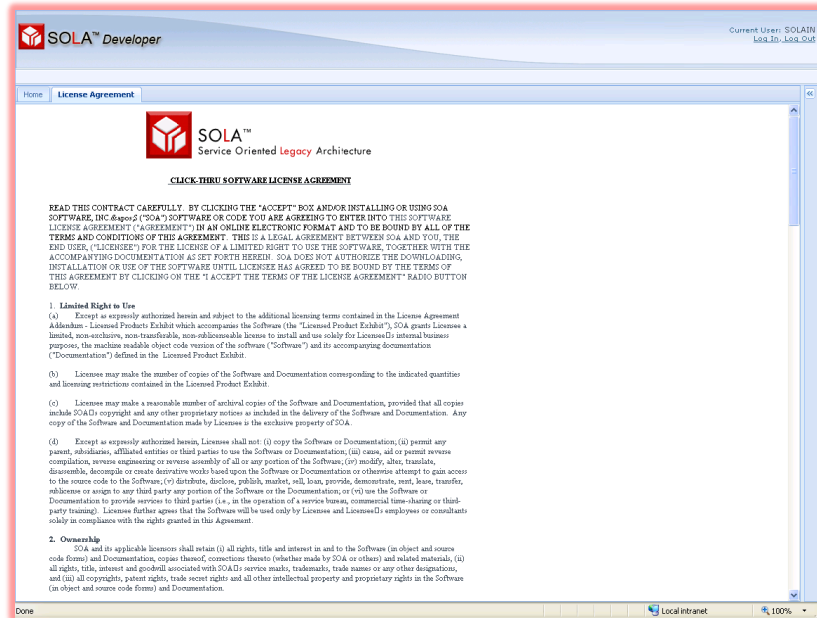 SOLA™ Developer
Current User: SOLAIN
Log In, Log Out
Home
License Agreement
SOLA™
Service Oriented Legacy Architecture
CLICK-THRU SOFTWARE LICENSE AGREEMENT
READ THIS CONTRACT CAREFULLY. BY CLICKING THE "ACCEPT" BOX AND/OR INSTALLING OR USING SOA
SOFTWARE, INC.&apos;S ("SOA") SOFTWARE OR CODE YOU ARE AGREEING TO ENTER INTO THIS SOFTWARE
LICENSE AGREEMENT ("AGREEMENT") IN AN ONLINE ELECTRONIC FORMAT AND TO BE BOUND BY ALL OF THE
TERMS AND CONDITIONS OF THIS AGREEMENT. THIS IS A LEGAL AGREEMENT BETWEEN SOA AND YOU, THE
END USER, ("LICENSEE") FOR THE LICENSE OF A LIMITED RIGHT TO USE THE SOFTWARE, TOGETHER WITH THE
ACCOMPANYING DOCUMENTATION AS SET FORTH HEREIN. SOA DOES NOT AUTHORIZE THE DOWNLOADING,
INSTALLATION OR USE OF THE SOFTWARE UNTIL LICENSEE HAS AGREED TO BE BOUND BY THE TERMS OF
THIS AGREEMENT BY CLICKING ON THE "I ACCEPT THE TERMS OF THE LICENSE AGREEMENT" RADIO BUTTON
BELOW.
1. Limited Right to Use
(a) Except as expressly authorized herein and subject to the additional licensing terms contained in the License Agreement
Addendum - Licensed Products Exhibit which accompanies the Software (the "Licensed Product Exhibit"), SOA grants Licensee a
limited, non-exclusive, non-transferable, non-sublicenseable license to install and use solely for Licensee□s internal business
purposes, the machine readable object code version of the software ("Software") and its accompanying documentation
("Documentation") defined in the Licensed Product Exhibit.
(b) Licensee may make the number of copies of the Software and Documentation corresponding to the indicated quantities
and licensing restrictions contained in the Licensed Product Exhibit.
(c) Licensee may make a reasonable number of archival copies of the Software and Documentation, provided that all copies
include SOA□s copyright and any other proprietary notices as included in the delivery of the Software and Documentation. Any
copy of the Software and Documentation made by Licensee is the exclusive property of SOA.
(d) Except as expressly authorized herein, Licensee shall not: (i) copy the Software or Documentation; (ii) permit any
parent, subsidiaries, affiliated entities or third parties to use the Software or Documentation; (iii) cause, aid or permit reverse
compilation, reverse engineering or reverse assembly of all or any portion of the Software; (iv) modify, alter, translate,
disassemble, decompile or create derivative works based upon the Software or Documentation or otherwise attempt to gain access
to the source code to the Software; (v) distribute, disclose, publish, market, sell, loan, provide, demonstrate, rent, lease, transfer,
sublicense or assign to any third party any portion of the Software or the Documentation; or (vi) use the Software or
Documentation to provide services to third parties (i.e., in the operation of a service bureau, commercial time-sharing or third-
party training). Licensee further agrees that the Software will be used only by Licensee and Licensee□s employees or consultants
solely in compliance with the rights granted in this Agreement.
2. Ownership
SOA and its applicable licensors shall retain (i) all rights, title and interest in and to the Software (in object and source
code forms) and Documentation, copies thereof, corrections thereto (whether made by SOA or others) and related materials, (ii)
all rights, title, interest and goodwill associated with SOA□s service marks, trademarks, trade names or any other designations,
and (iii) all copyrights, patent rights, trade secret rights and all other intellectual property and proprietary rights in the Software
(in object and source code forms) and Documentation.
Done
Local intranet
100%